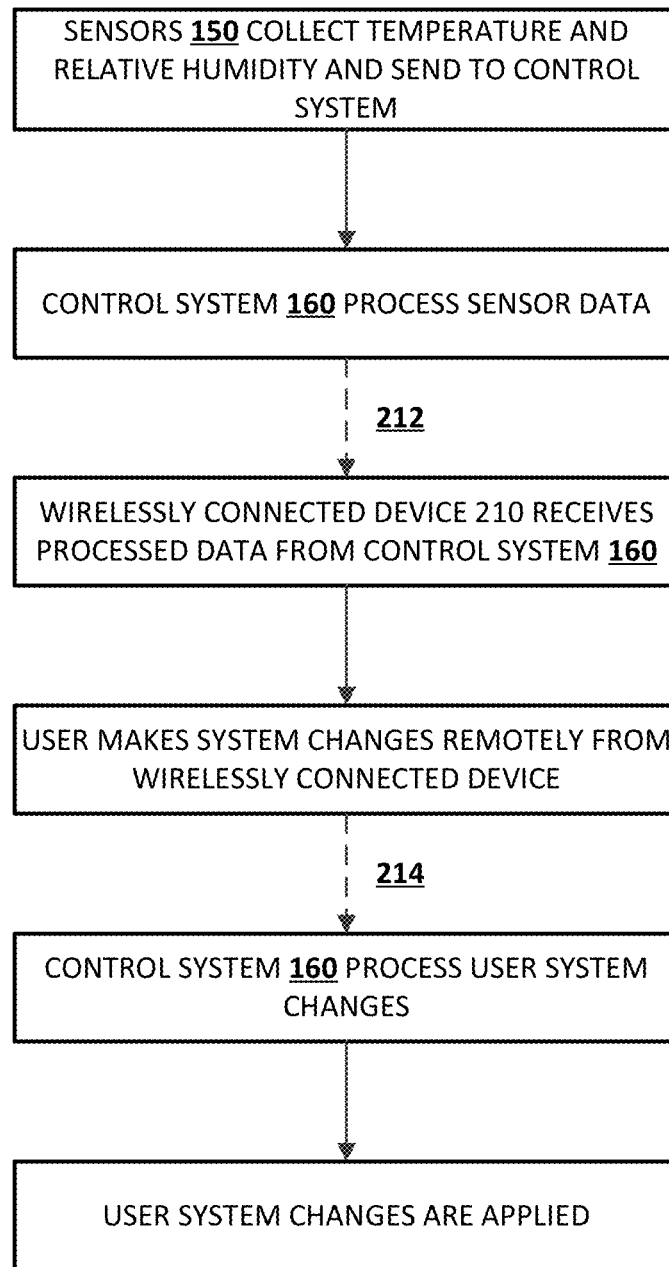 SENSORS 150 COLLECT TEMPERATURE AND
RELATIVE HUMIDITY AND SEND TO CONTROL
SYSTEM
CONTROL SYSTEM 160 PROCESS SENSOR DATA
212
WIRELESSLY CONNECTED DEVICE 210 RECEIVES
PROCESSED DATA FROM CONTROL SYSTEM 160
USER MAKES SYSTEM CHANGES REMOTELY FROM
WIRELESSLY CONNECTED DEVICE
214
CONTROL SYSTEM 160 PROCESS USER SYSTEM
CHANGES
USER SYSTEM CHANGES ARE APPLIED